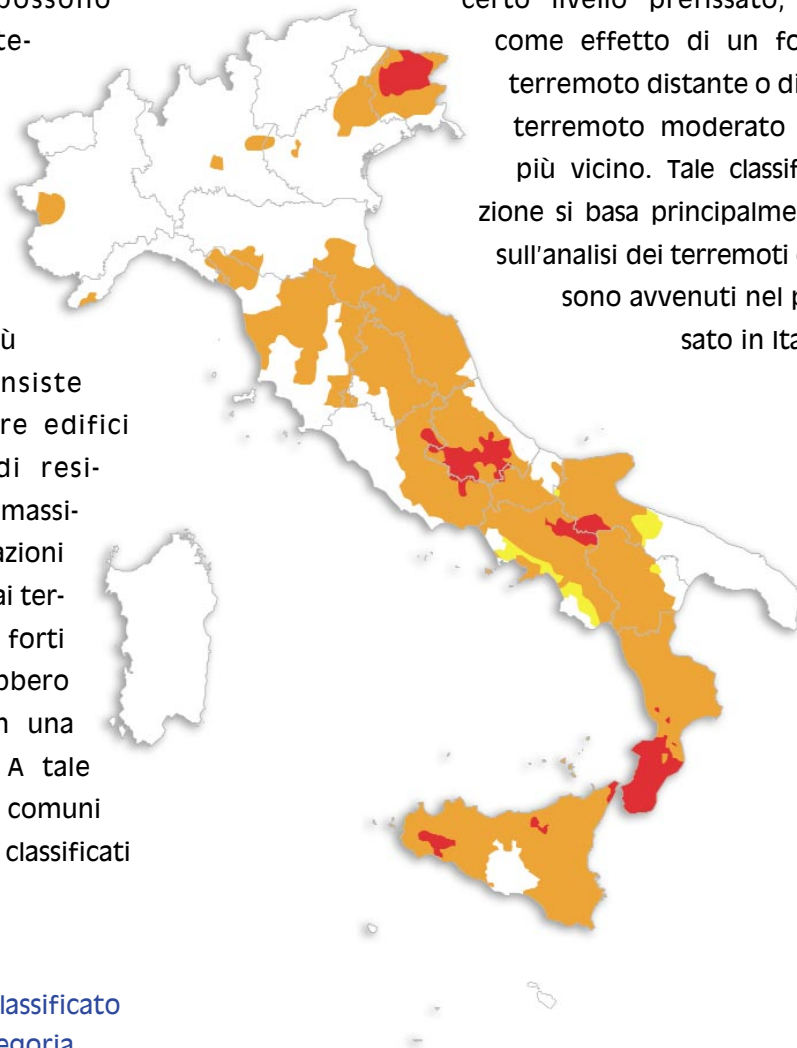 possono
te-
ù
nsiste
re edifici
di resi-
massi-
azioni
ai ter-
forti
bbero
n una
A tale
comuni
classificati
lassificato
egoria
certo livello prefissato,
come effetto di un fo
terremoto distante o di
terremoto moderato
più vicino. Tale classif
zione si basa principalme
sull'analisi dei terremoti
sono avvenuti nel p
sato in Ita